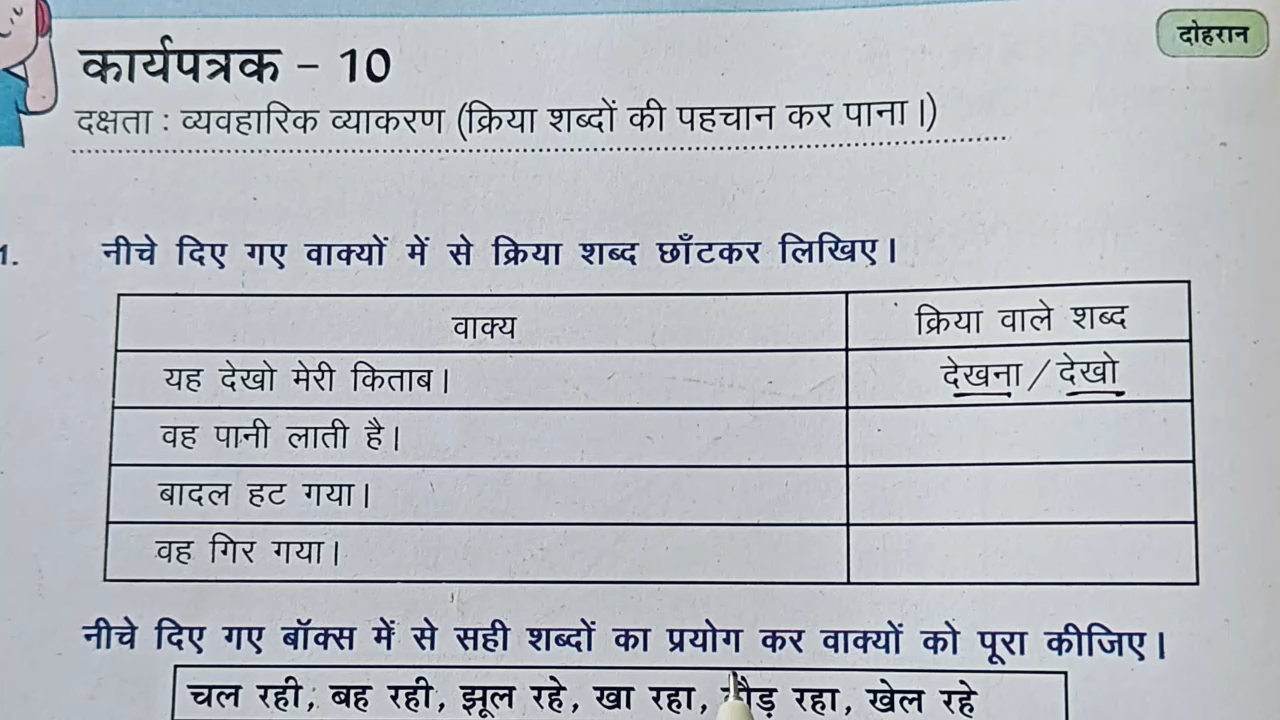 दोहरान
कार्यपत्रक – 10
दक्षता : व्यवहारिक व्याकरण (क्रिया शब्दों की पहचान कर पाना।)
1. नीचे दिए गए वाक्यों में से क्रिया शब्द छाँटकर लिखिए।
वाक्य क्रिया वाले शब्द
यह देखो मेरी किताब। देखना / देखो
वह पानी लाती है।
बादल हट गया।
वह गिर गया।
नीचे दिए गए बॉक्स में से सही शब्दों का प्रयोग कर वाक्यों को पूरा कीजिए।
चल रही, बह रही, झूल रहे, खा रहा, रहा, खेल रहे